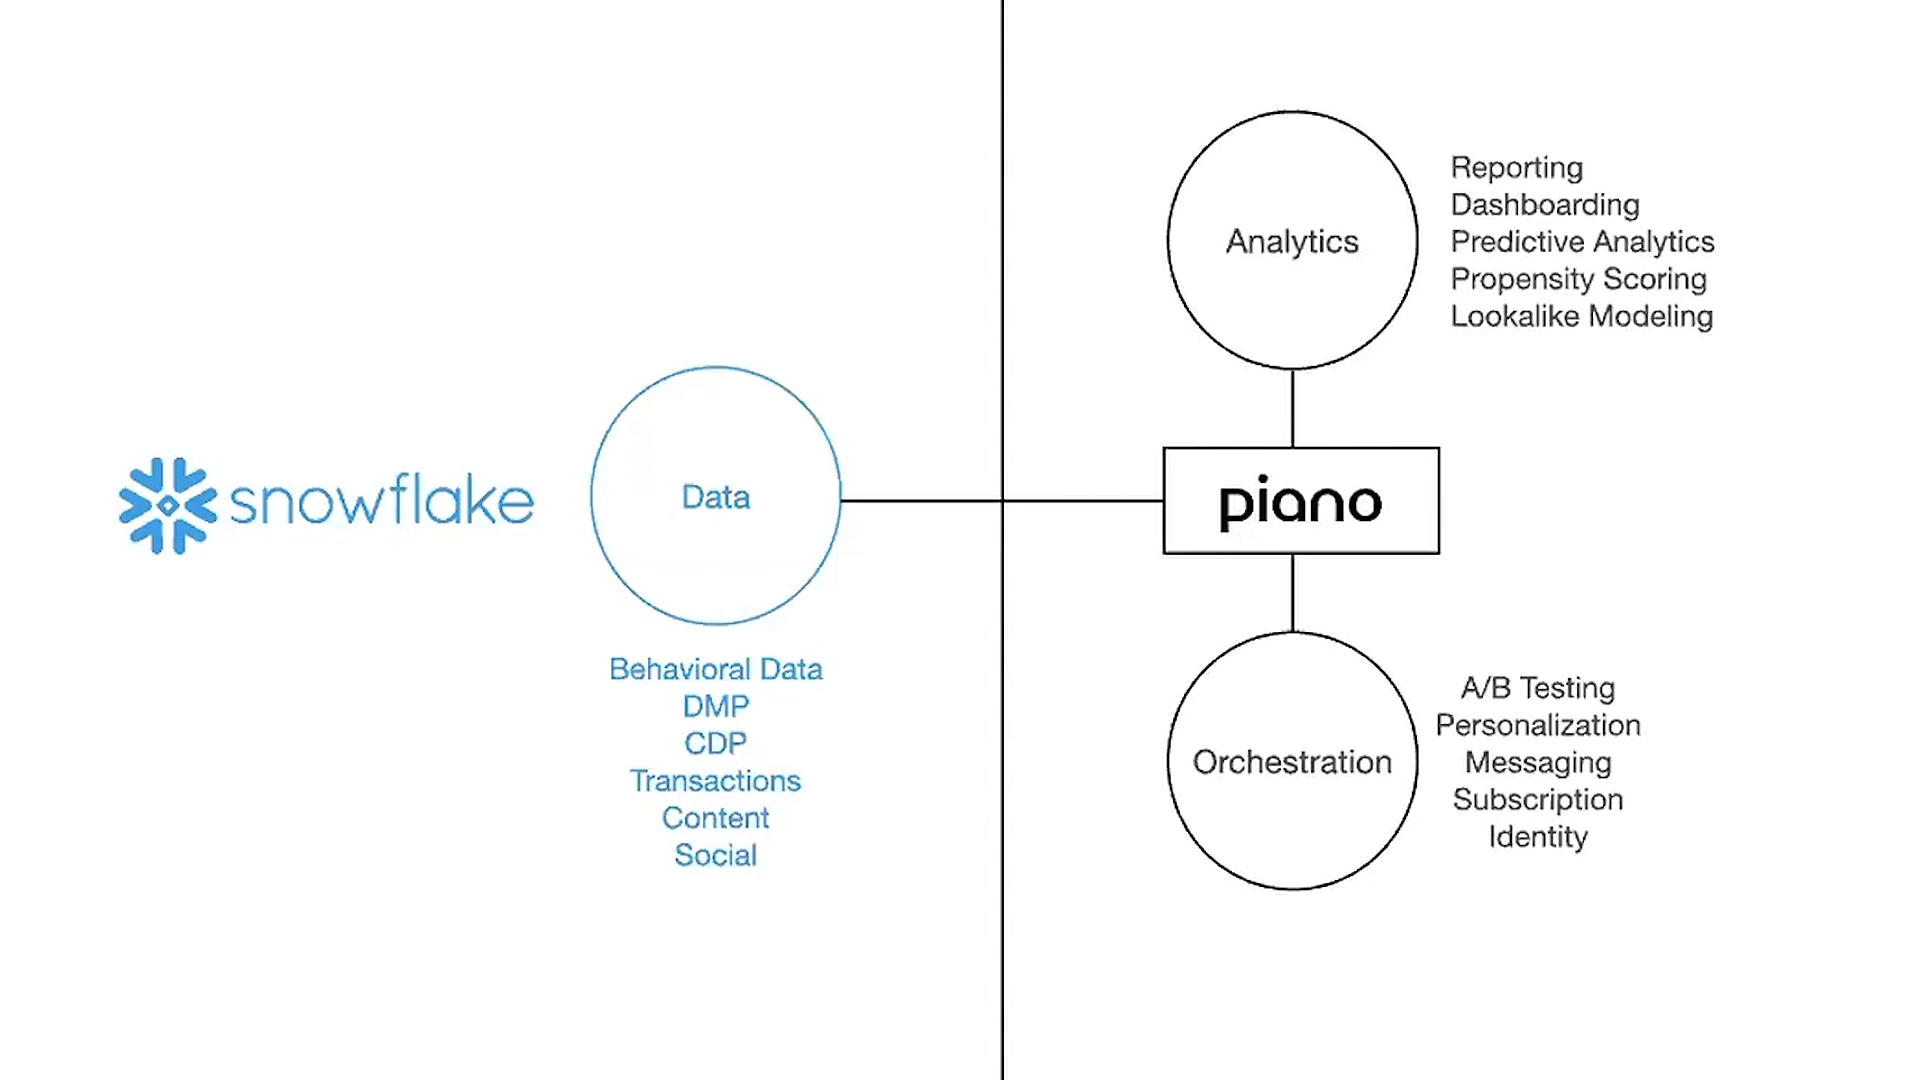 snowflake
Data
Behavioral Data
DMP
CDP
Transactions
Content
Social
Analytics
Reporting
Dashboarding
Predictive Analytics
Propensity Scoring
Lookalike Modeling
piano
Orchestration
A/B Testing
Personalization
Messaging
Subscription
Identity